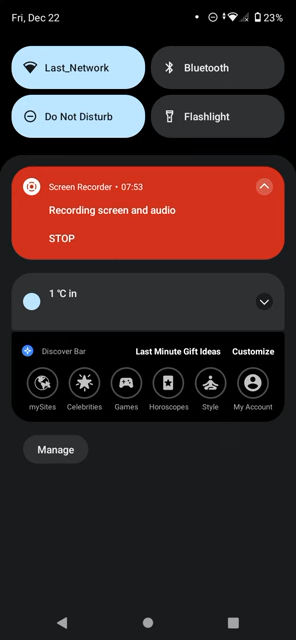 Fri, Dec 22
23%
Last_Network
Bluetooth
Do Not Disturb
Flashlight
Screen Recorder • 07:53
Recording screen and audio
STOP
1 °C in
Discover Bar
Last Minute Gift Ideas
Customize
mySites
Celebrities
Games
Horoscopes
Style
My Account
Manage